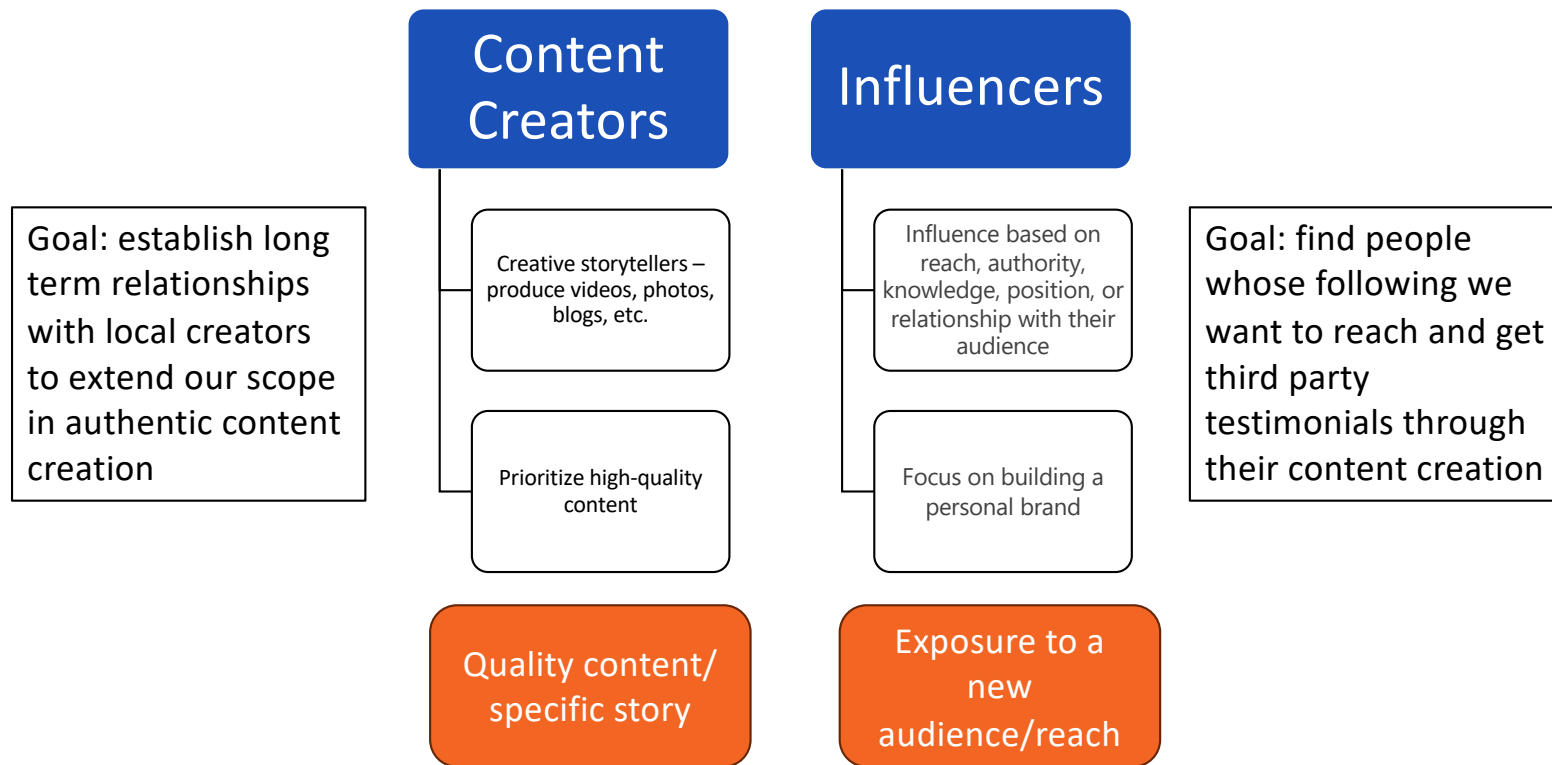 Content
Creators
Influencers
Goal: establish long
term relationships
with local creators
to extend our scope
in authentic content
creation
Creative storytellers –
produce videos, photos,
blogs, etc.
Influence based on
reach, authority,
knowledge, position, or
relationship with their
audience
Goal: find people
whose following we
want to reach and get
third party
testimonials through
their content creation
Prioritize high-quality
content
Focus on building a
personal brand
Quality content/
specific story
Exposure to a
new
audience/reach